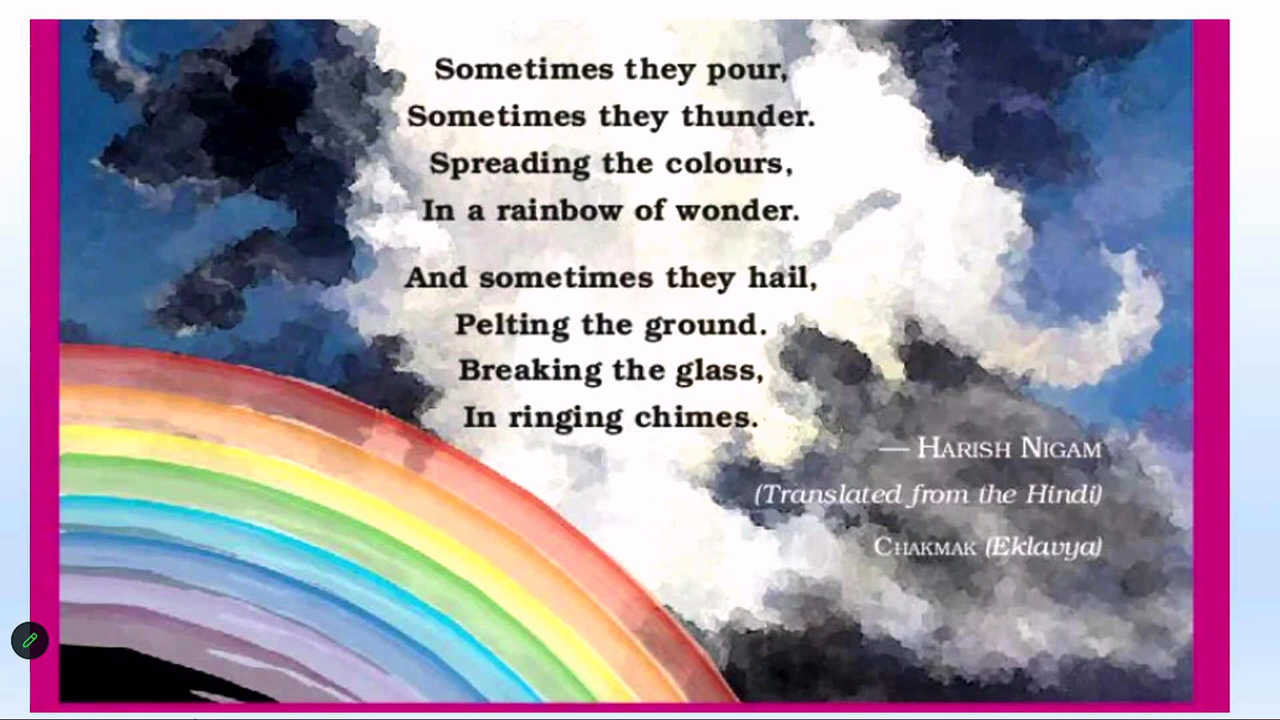 Sometimes they pour,
Sometimes they thunder.
Spreading the colours,
In a rainbow of wonder.
And sometimes they hail,
Pelting the ground.
Breaking the glass,
In ringing chimes.
— HARISH NIGAM
(Translated from the Hindi)
CHAKMAK (Eklavya)